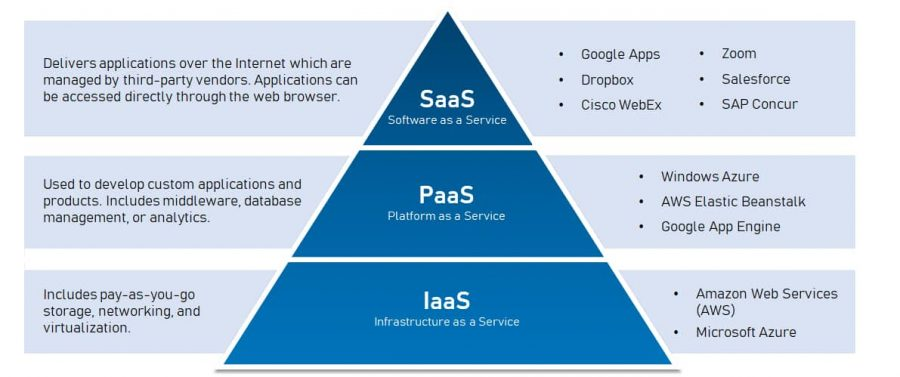 Delivers applications over the Internet which are
managed by third-party vendors. Applications can
be accessed directly through the web browser.
SaaS
Software as a Service
• Google Apps
• Dropbox
• Cisco WebEx
• Zoom
• Salesforce
• SAP Concur
Used to develop custom applications and
products. Includes middleware, database
management, or analytics.
PaaS
Platform as a Service
• Windows Azure
• AWS Elastic Beanstalk
• Google App Engine
Includes pay-as-you-go
storage, networking, and
virtualization.
IaaS
Infrastructure as a Service
• Amazon Web Services
(AWS)
• Microsoft Azure